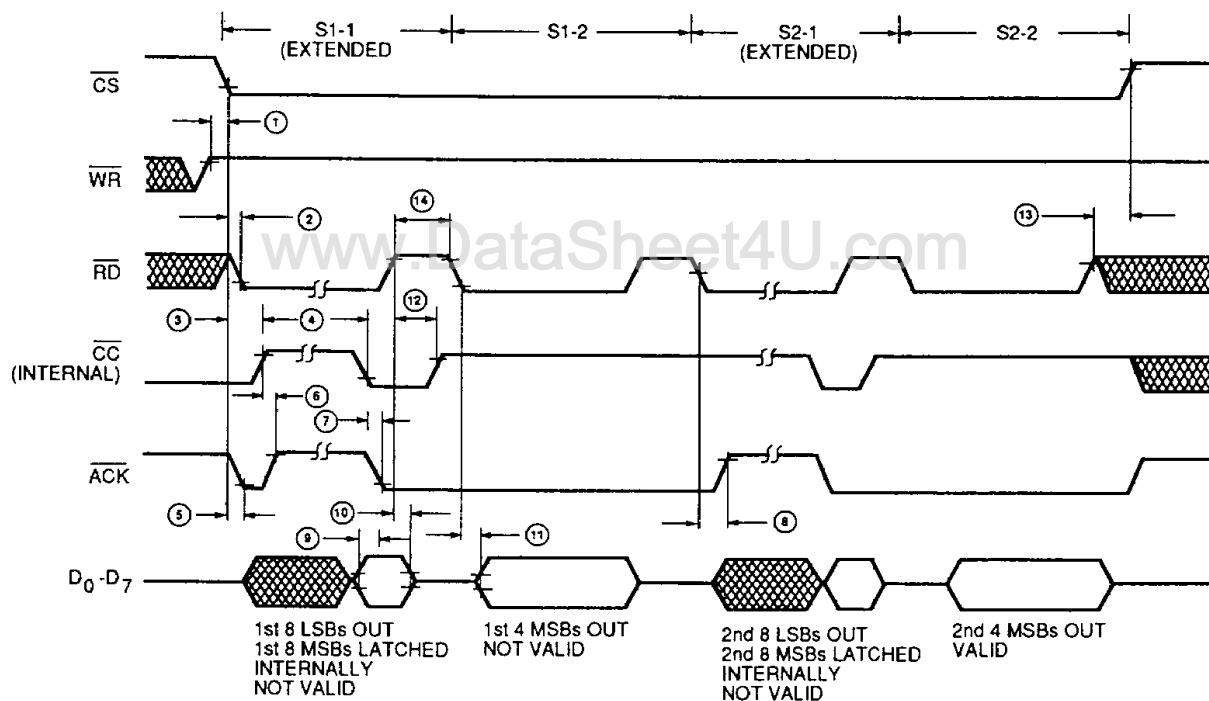 S1-1 S1-2 S2-1 S2-2
(EXTENDED (EXTENDED)
CS
1
WR
2 14 13
www.DataSheet4U.com
RD
3 4 12
CC
(INTERNAL)
6
7
ACK
5 10 8
9 11
D0-D7
1st 8 LSBs OUT
1st 8 MSBs LATCHED
INTERNALLY
NOT VALID
1st 4 MSBs OUT
NOT VALID
2nd 8 LSBs OUT
2nd 8 MSBs LATCHED
INTERNALLY
NOT VALID
2nd 4 MSBs OUT
VALID